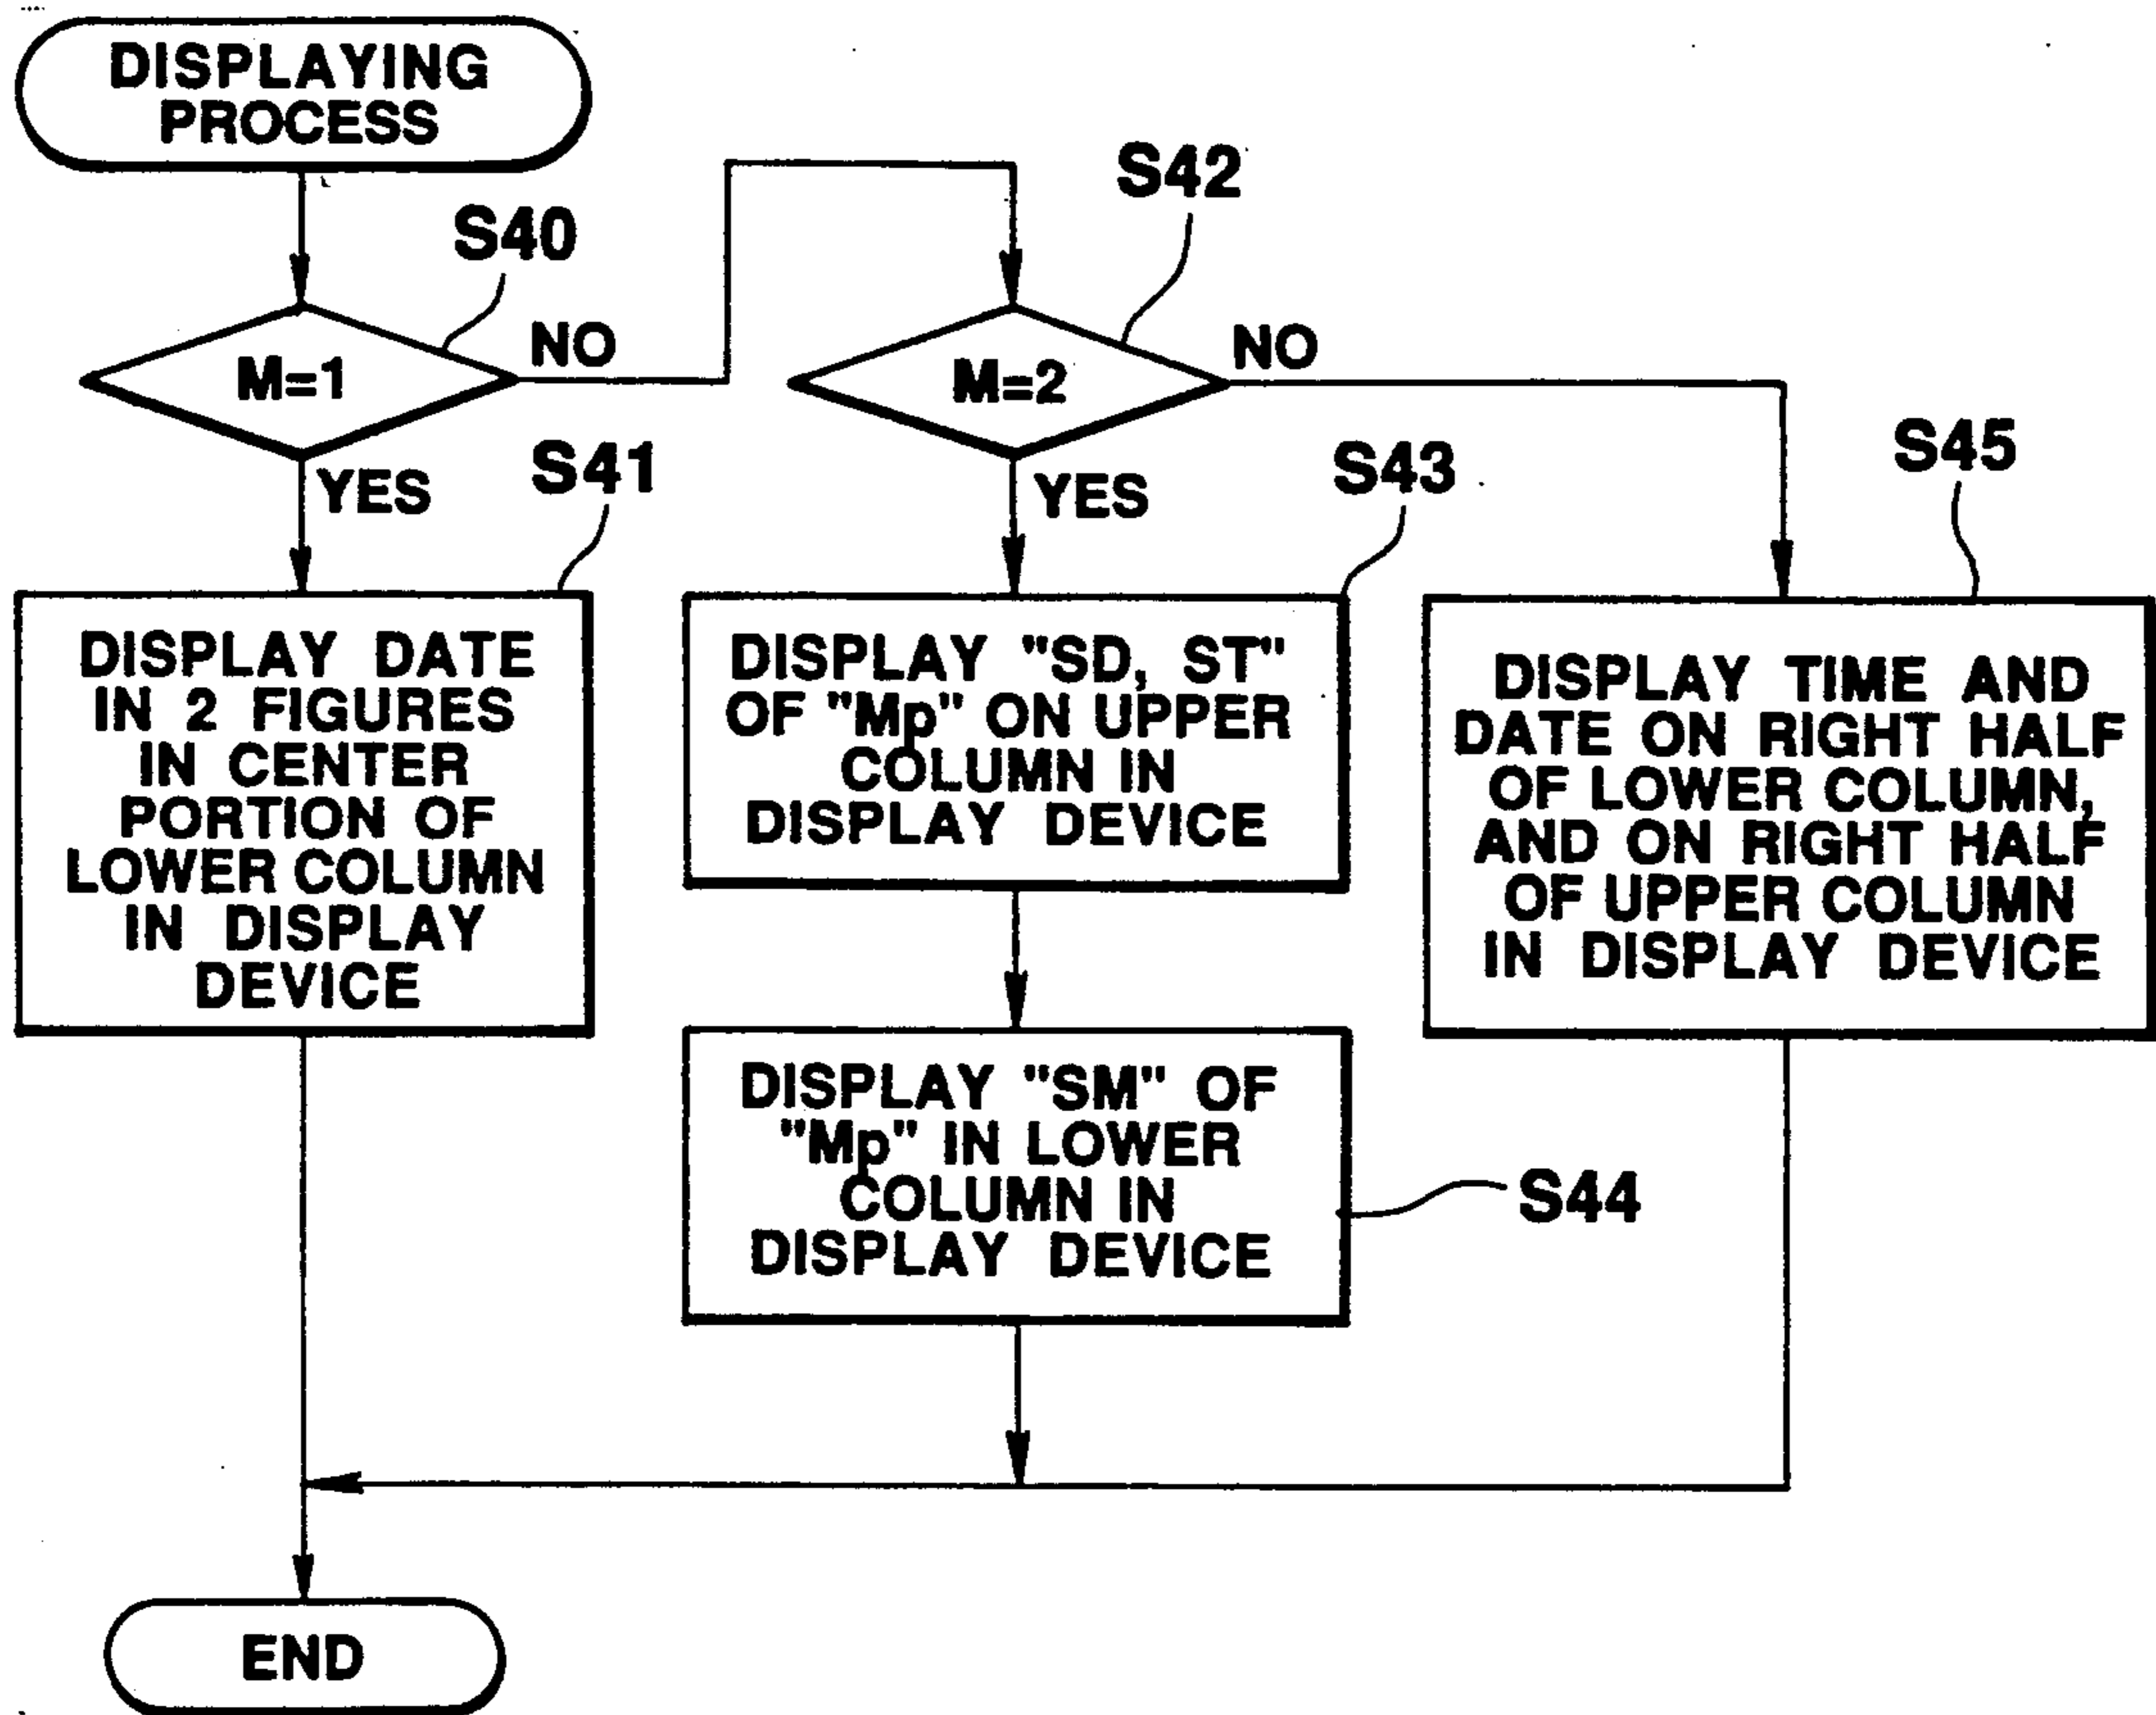 DISPLAYING
PROCESS
S40
M=1
NO
YES
S41
DISPLAY DATE
IN 2 FIGURES
IN CENTER
PORTION OF
LOWER COLUMN
IN DISPLAY
DEVICE
S42
M=2
NO
YES
S43
DISPLAY "SD, ST"
OF "Mp" ON UPPER
COLUMN IN
DISPLAY DEVICE
DISPLAY "SM" OF
"Mp" IN LOWER
COLUMN IN
DISPLAY DEVICE
S44
S45
DISPLAY TIME AND
DATE ON RIGHT HALF
OF LOWER COLUMN,
AND ON RIGHT HALF
OF UPPER COLUMN
IN DISPLAY DEVICE
END